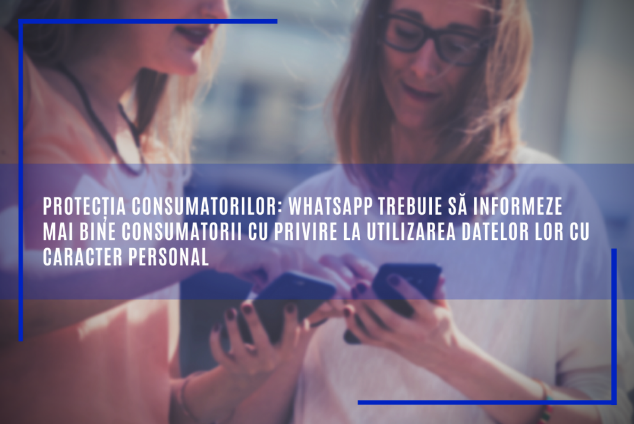 PROTECȚIA CONSUMATORILOR: WHATSAPP TREBUIE SĂ INFORMEZE
MAI BINE CONSUMATORII CU PRIVIRE LA UTILIZAREA DATELOR LOR CU
CARACTER PERSONAL